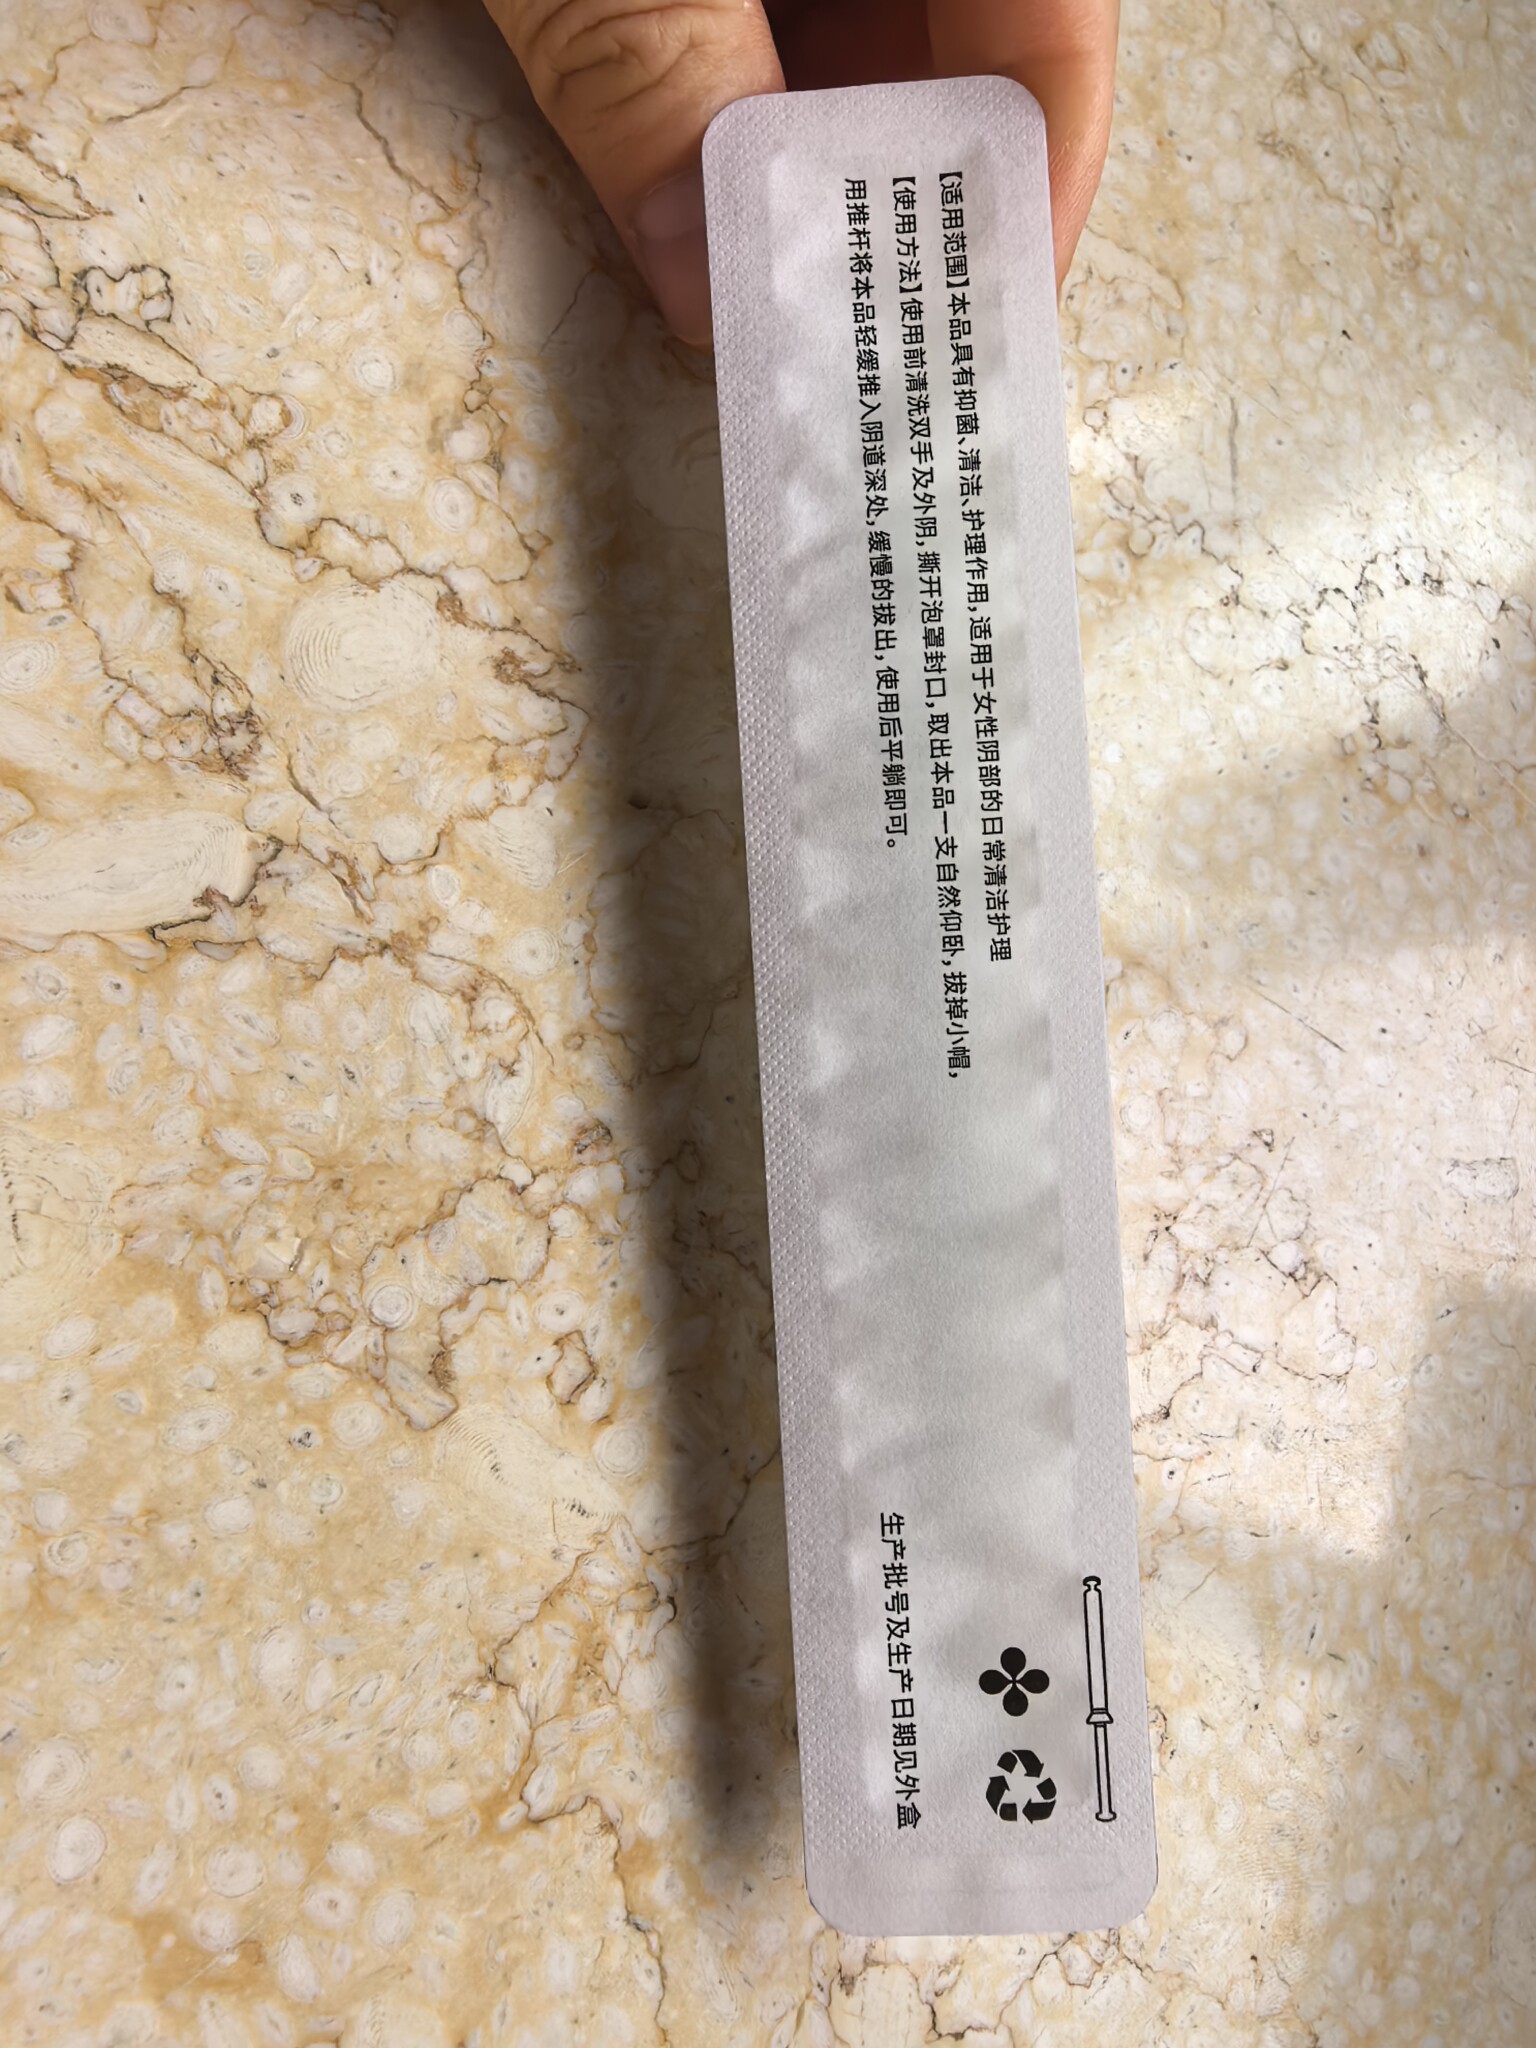 【适用范围】本品具有抑菌、清洁、护理作用,适用于女性阴部的日常清洁护理
【使用方法】使用前清洗双手及外阴,撕开泡罩封口,取出本品一支自然仰卧,拔掉小帽,
用推杆将本品轻缓推入阴道深处,缓慢的拔出,使用后平躺即可。
生产批号及生产日期见外盒